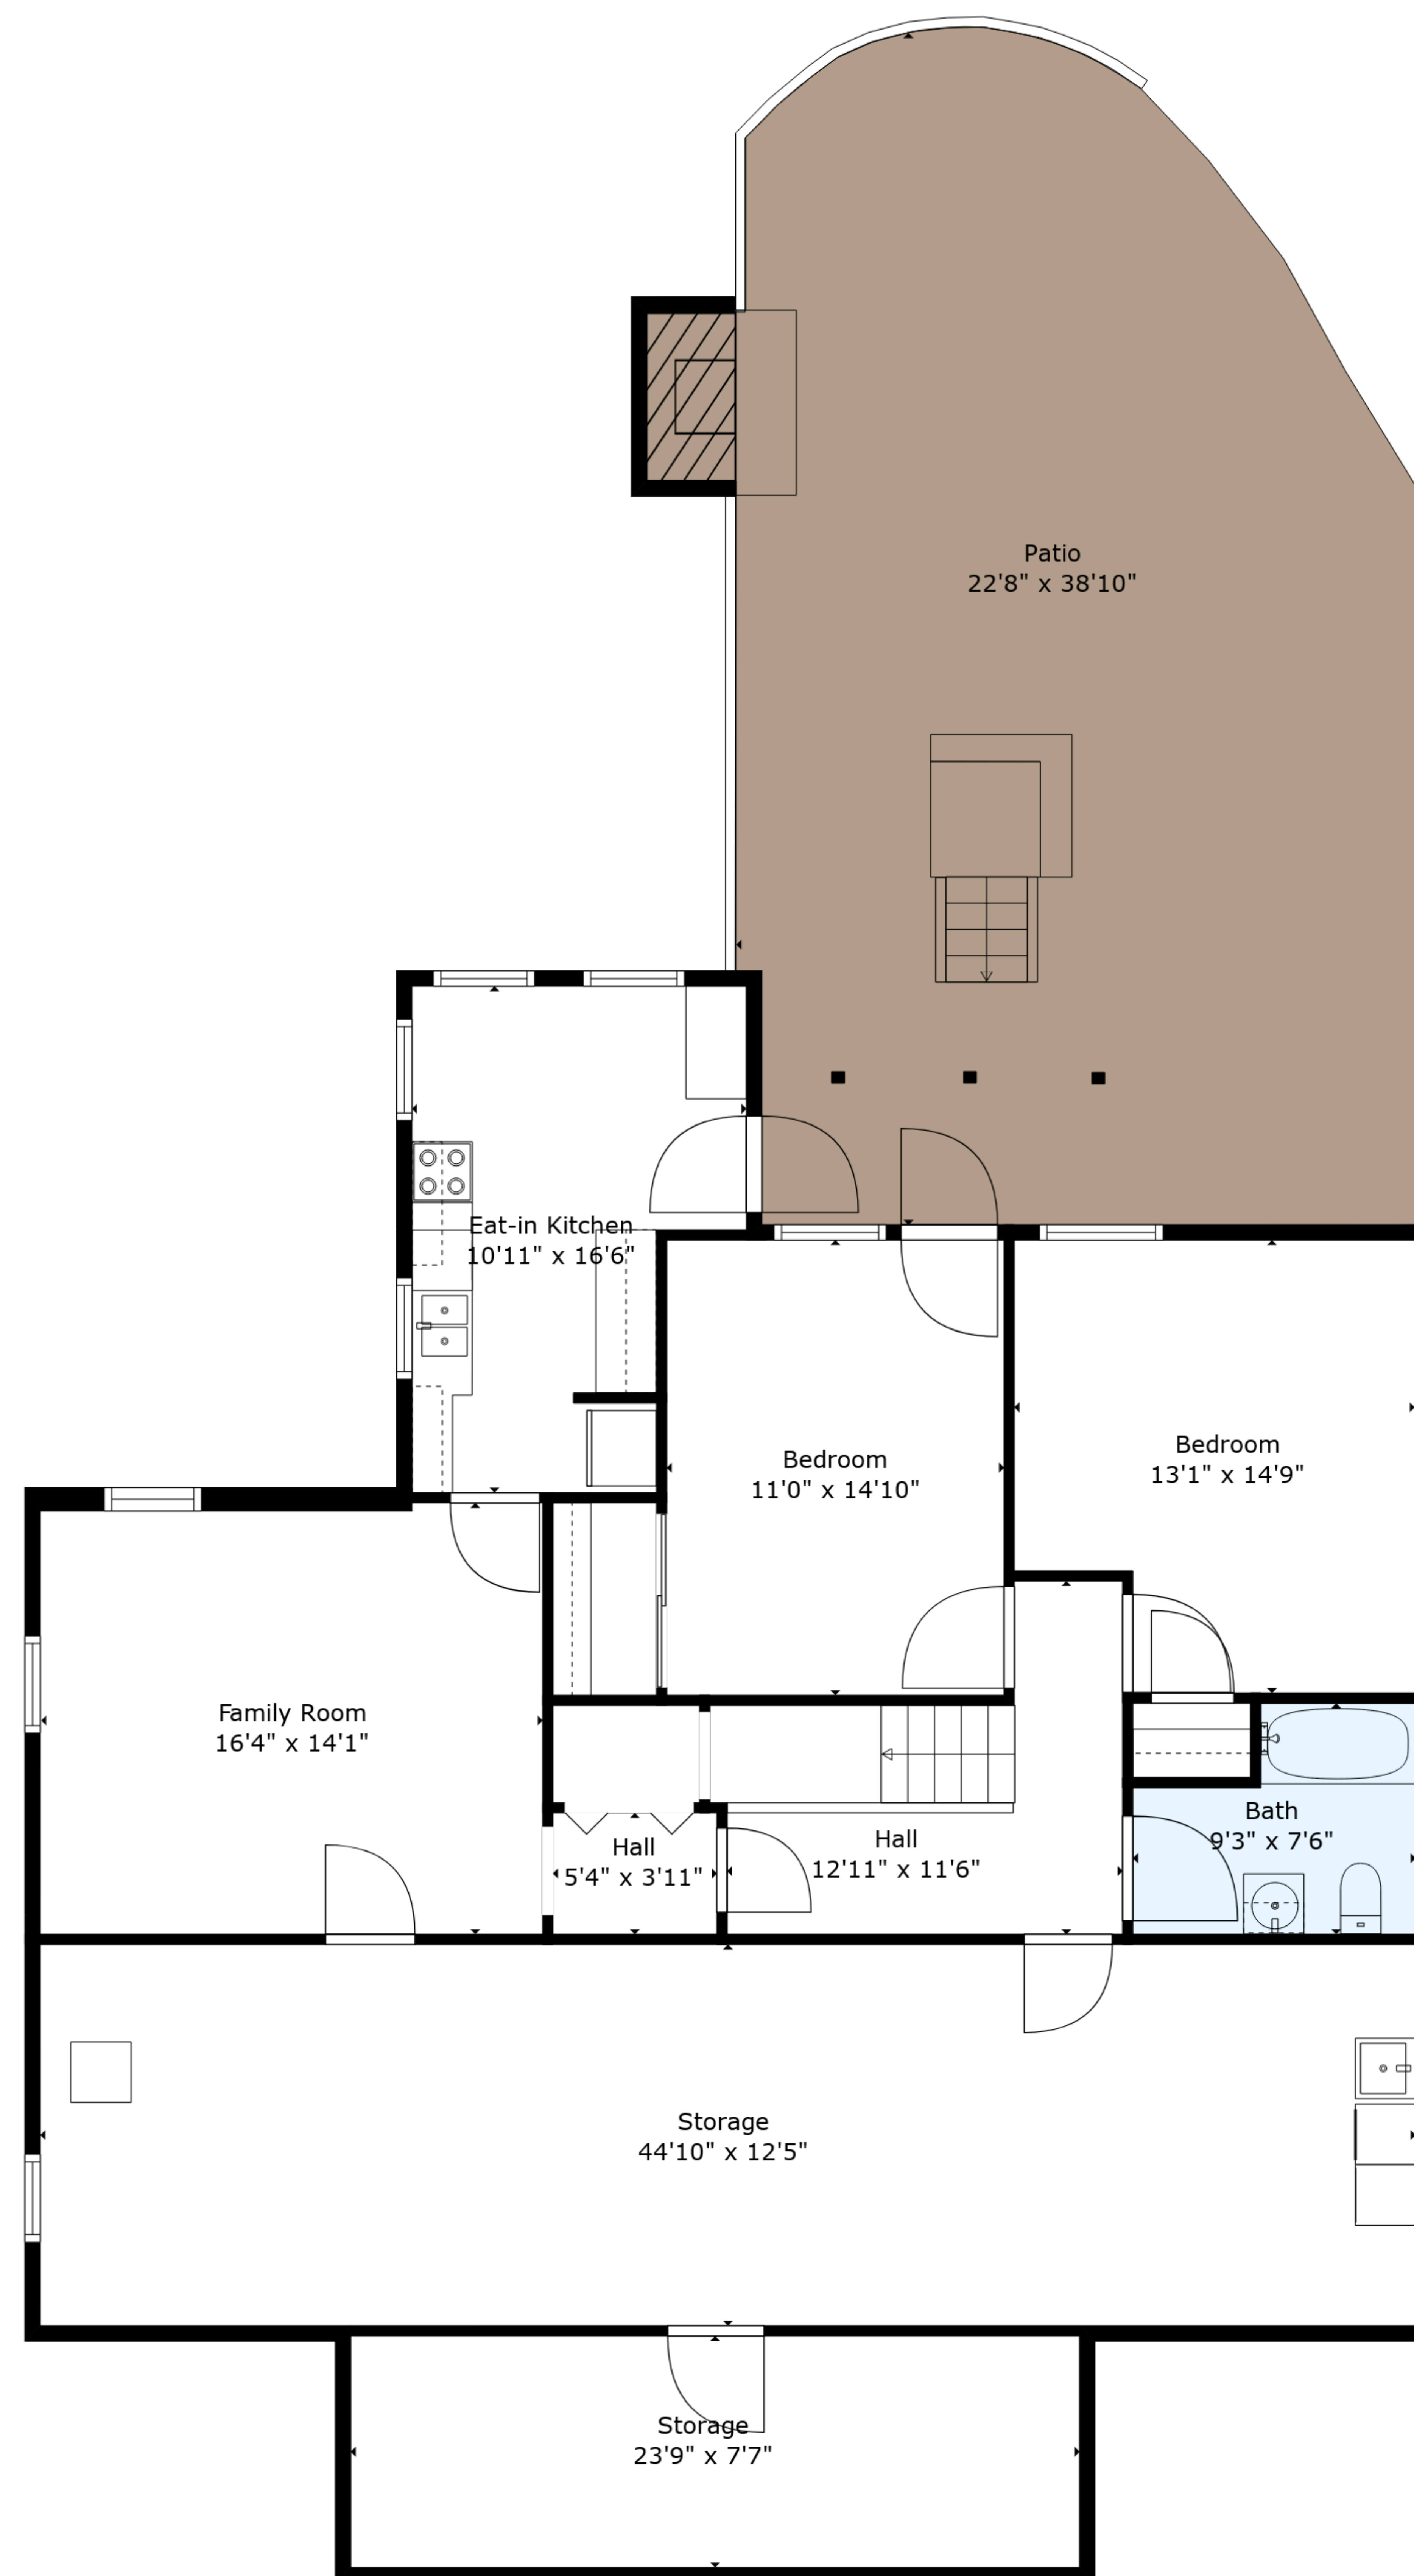 Patio
22'8" x 38'10"
Eat-in Kitchen
10'11" x 16'6"
Bedroom
11'0" x 14'10"
Bedroom
13'1" x 14'9"
Family Room
16'4" x 14'1"
Hall
5'4" x 3'11"
Hall
12'11" x 11'6"
Bath
9'3" x 7'6"
Storage
44'10" x 12'5"
Storage
23'9" x 7'7"